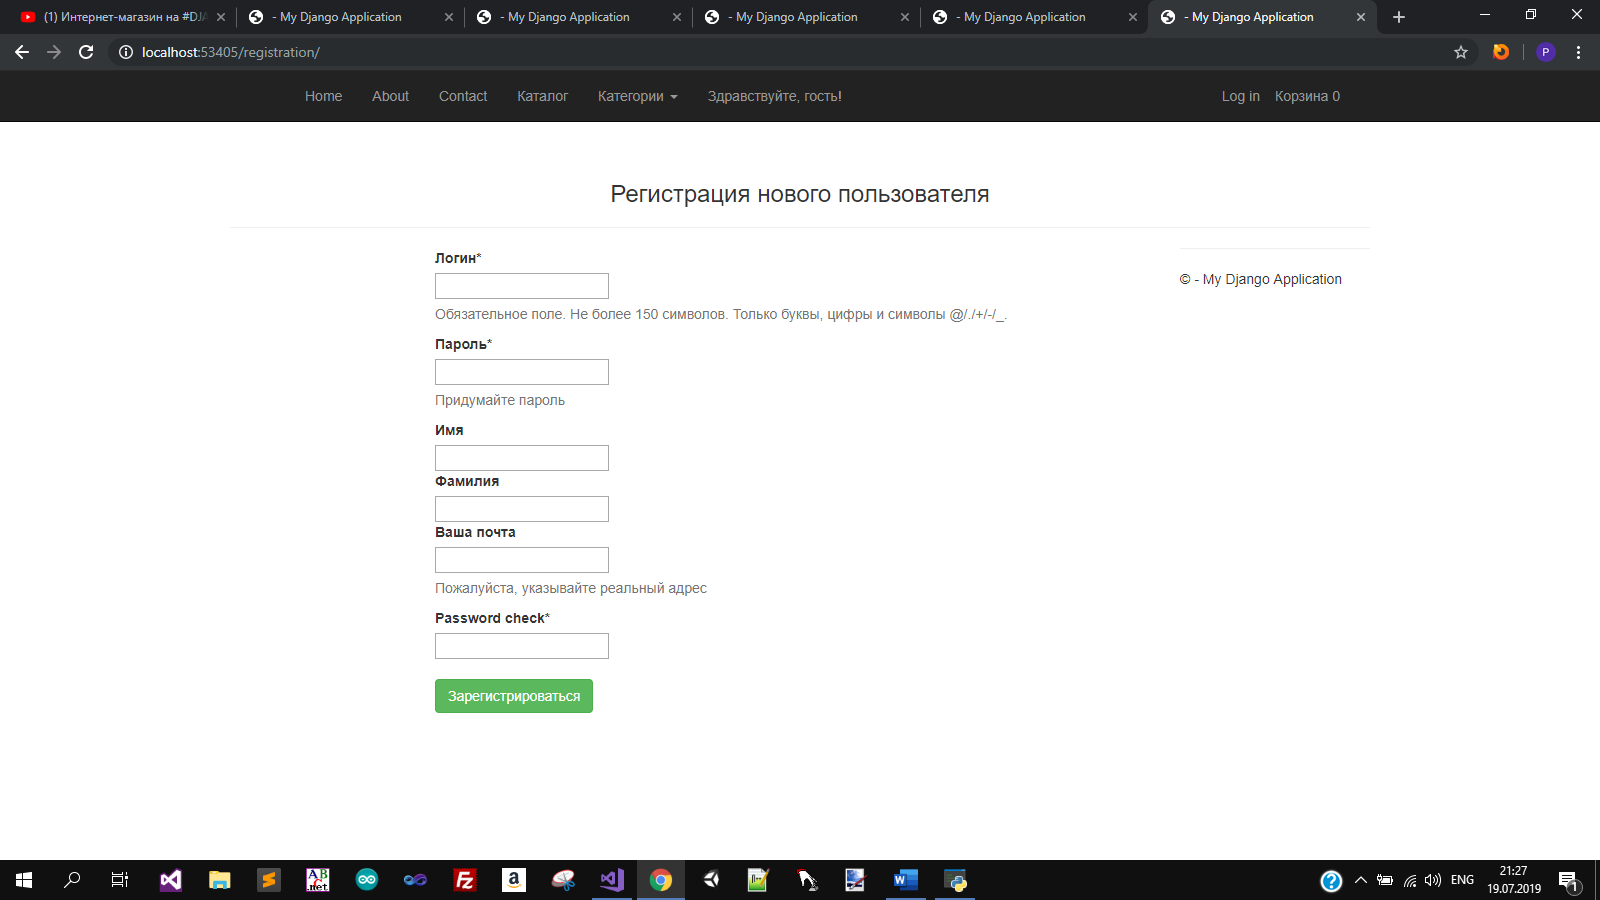 (1) Интернет-магазин на #DJA
- My Django Application
- My Django Application
- My Django Application
- My Django Application
- My Django Application
localhost:53405/registration/
P
Home About Contact Каталог Категории Здравствуйте, гость! Log in Корзина 0
Регистрация нового пользователя
Логин*
Обязательное поле. Не более 150 символов. Только буквы, цифры и символы @/./+/-/_.
Пароль*
Придумайте пароль
Имя
Фамилия
Ваша почта
Пожалуйста, указывайте реальный адрес
Password check*
Зарегистрироваться
© - My Django Application
ENG
21:27
19.07.2019
1